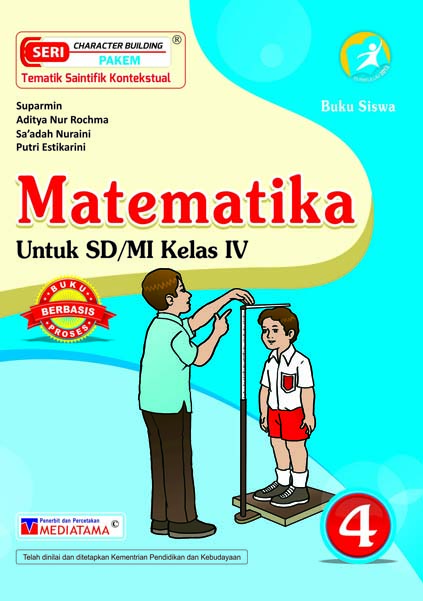 SERI
CHARACTER BUILDING
PAKEM
®
Tematik Saintifik Kontekstual
Suparmin
Aditya Nur Rochma
Sa'adah Nuraini
Putri Estikarini
Buku Siswa
Matematika
Untuk SD/MI Kelas IV
BUKU
BERBASIS
PROSES
Penerbit dan Percetakan
MEDIATAMA ©
4
Telah dinilai dan ditetapkan Kementrian Pendidikan dan Kebudayaan